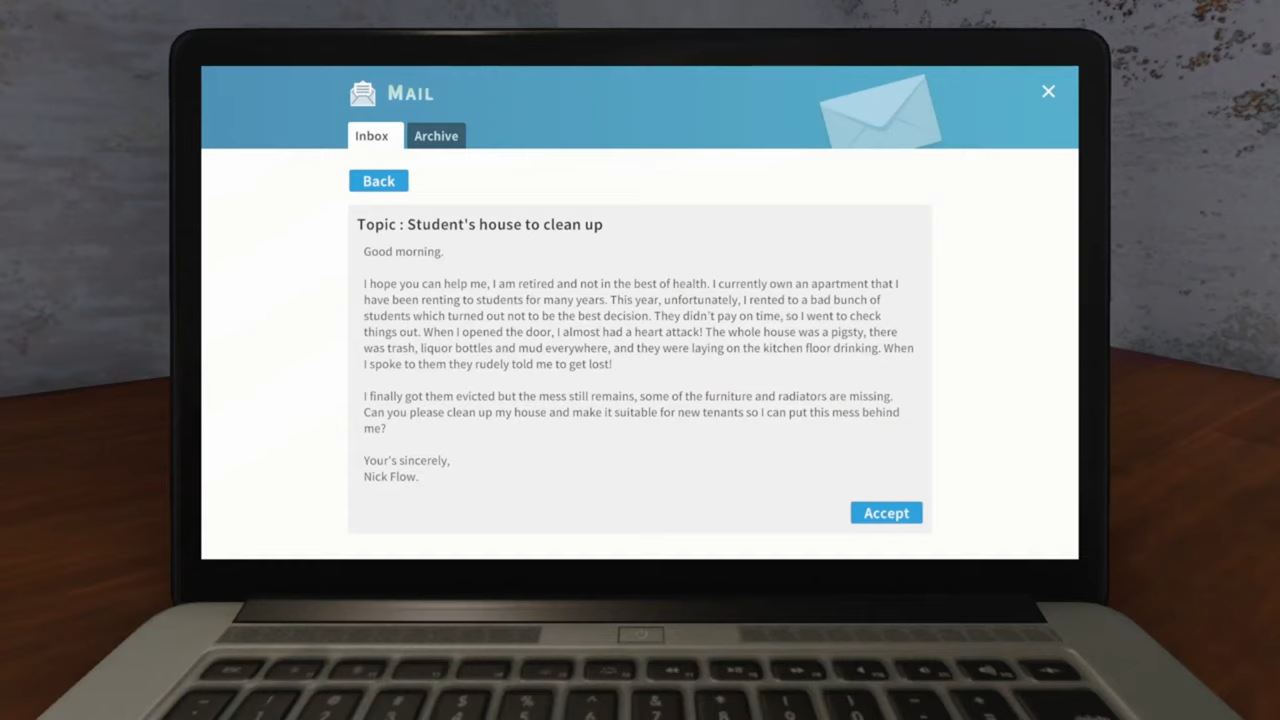 MAIL
Inbox
Archive
Back
Topic : Student's house to clean up
Good morning.
I hope you can help me, I am retired and not in the best of health. I currently own an apartment that I
have been renting to students for many years. This year, unfortunately, I rented to a bad bunch of
students which turned out not to be the best decision. They didn't pay on time, so I went to check
things out. When I opened the door, I almost had a heart attack! The whole house was a pigsty, there
was trash, liquor bottles and mud everywhere, and they were laying on the kitchen floor drinking. When
I spoke to them they rudely told me to get lost!
I finally got them evicted but the mess still remains, some of the furniture and radiators are missing.
Can you please clean up my house and make it suitable for new tenants so I can put this mess behind
me?
Your's sincerely,
Nick Flow.
Accept